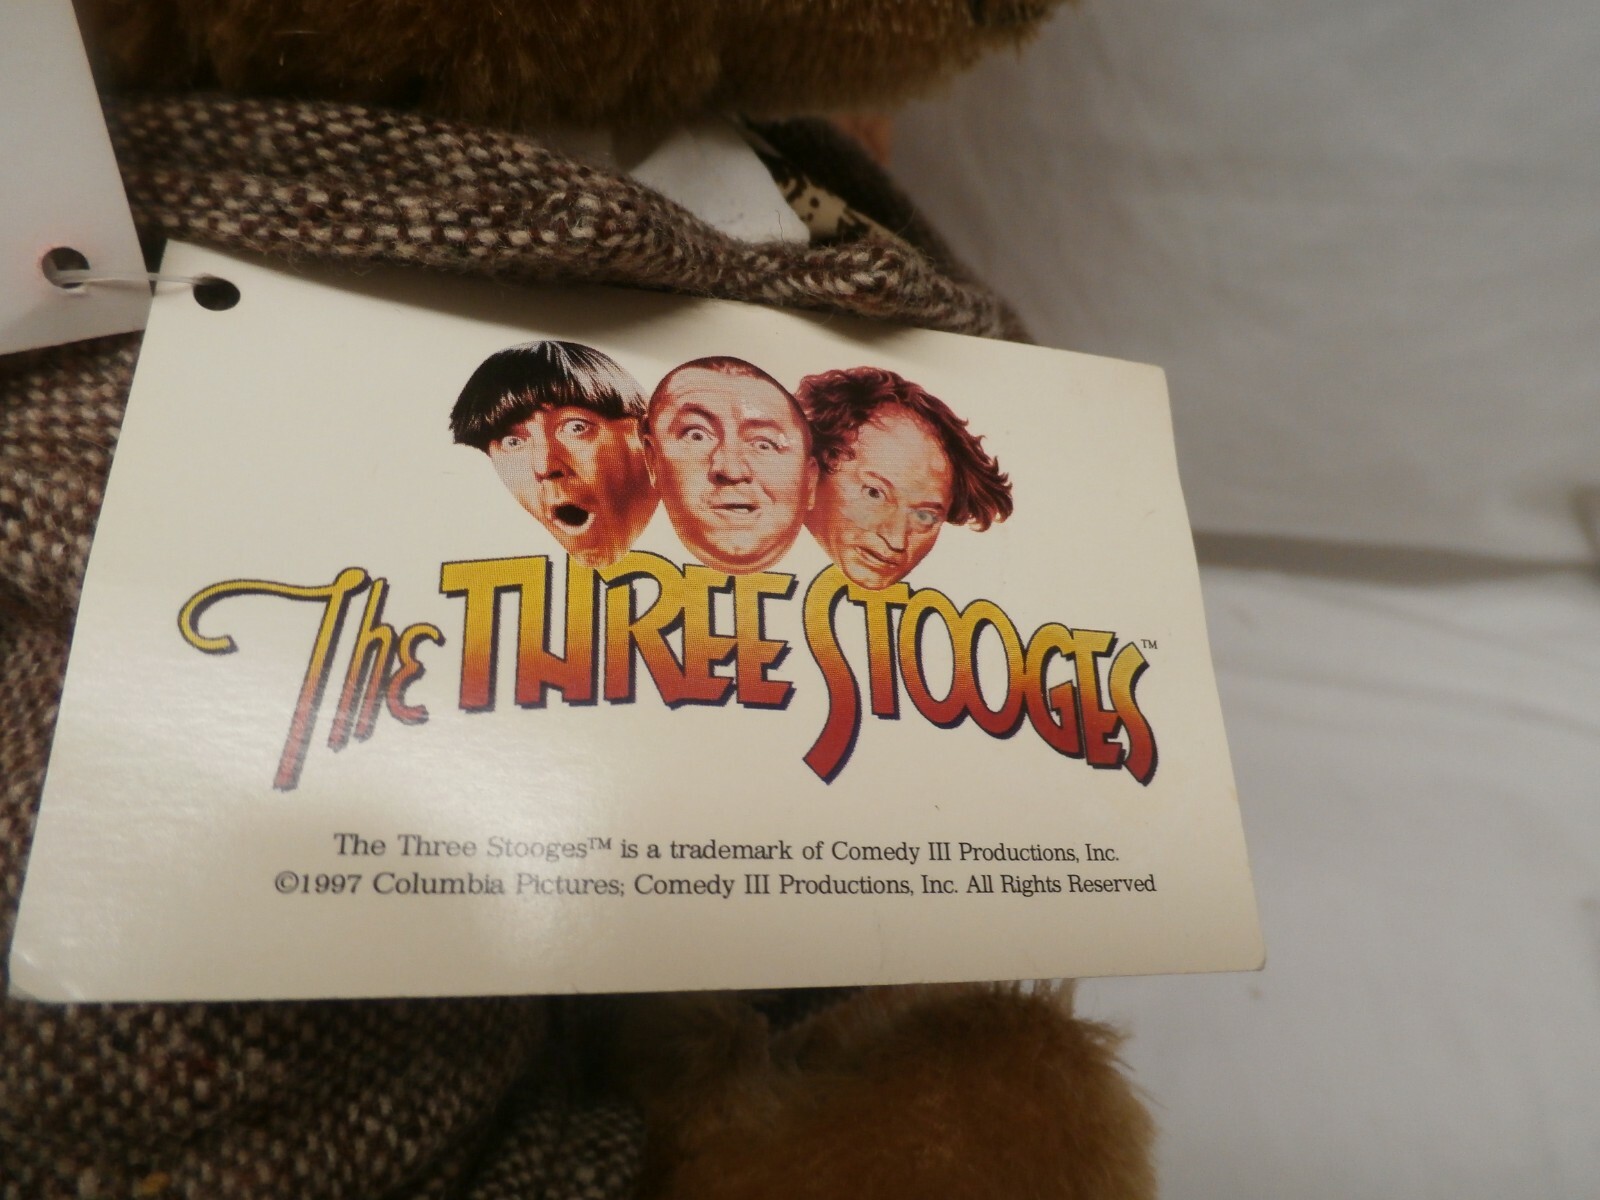 The THREE STOOGES™
The Three Stooges™ is a trademark of Comedy III Productions, Inc.
©1997 Columbia Pictures; Comedy III Productions, Inc. All Rights Reserved